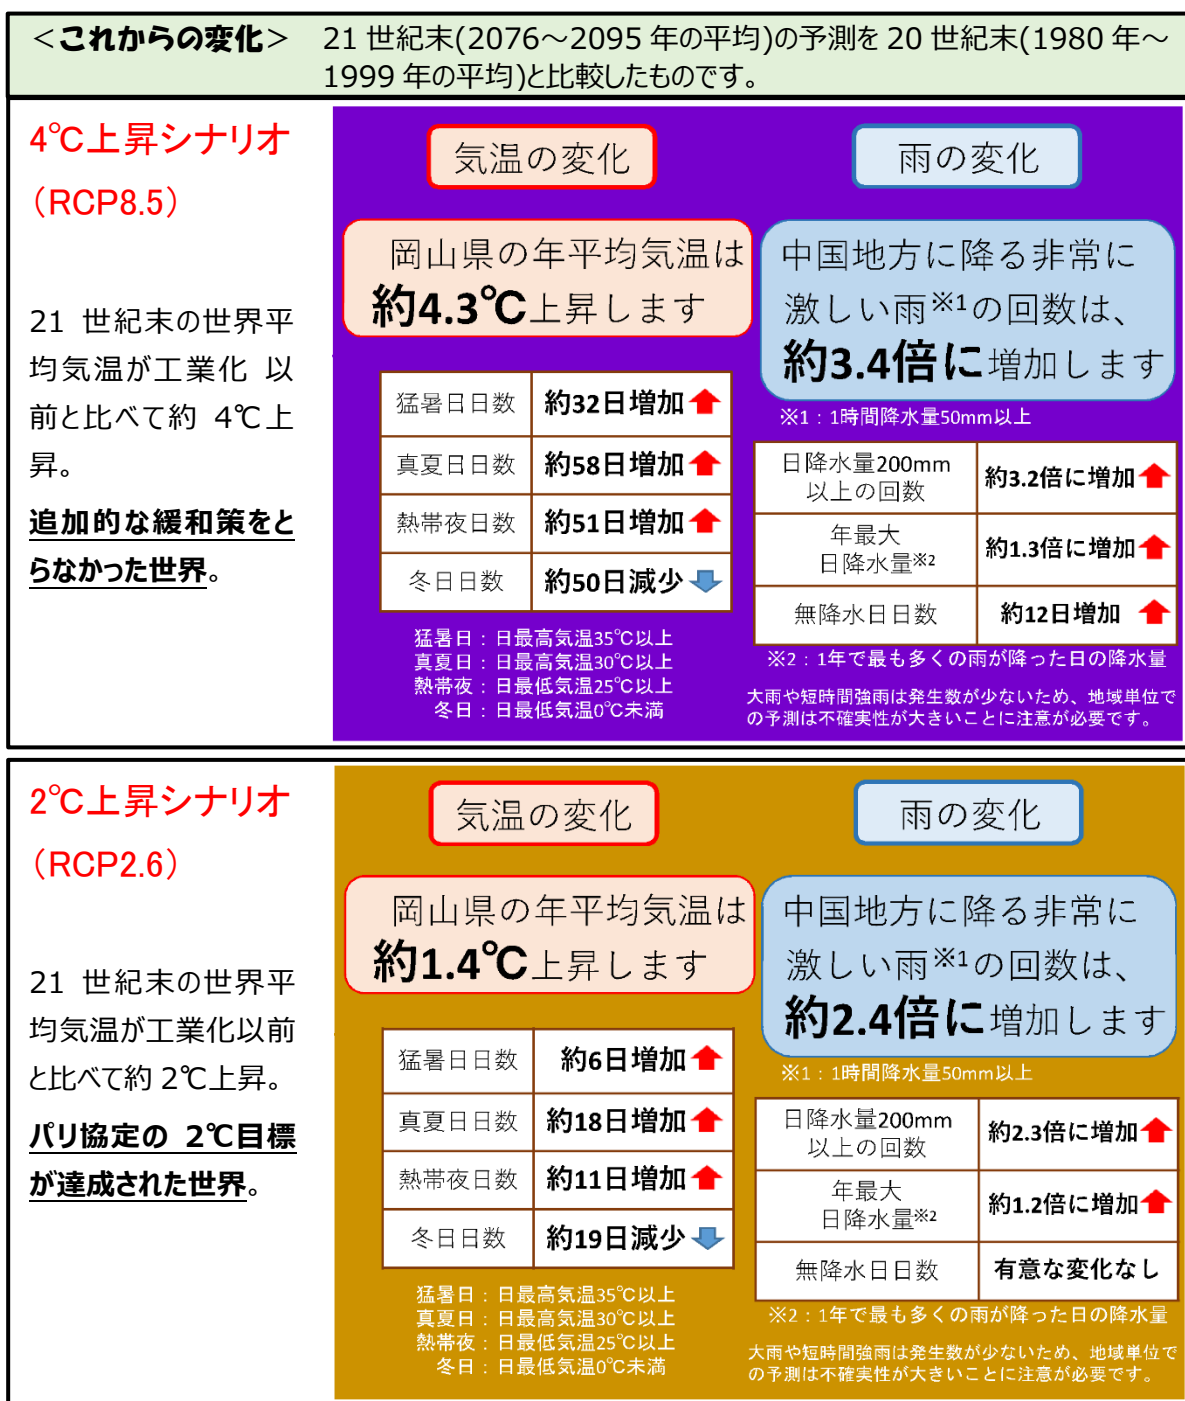 ＜これからの変化＞ 21 世紀末(2076～2095 年の平均)の予測を 20 世紀末(1980 年～
1999 年の平均)と比較したものです。
4℃上昇シナリオ
（RCP8.5）
21 世紀末の世界平
均気温が工業化 以
前と比べて約 4℃上
昇。
追加的な緩和策をと
らなかった世界。
気温の変化
岡山県の年平均気温は
約4.3℃上昇します
猛暑日日数 約32日増加
真夏日日数 約58日増加
熱帯夜日数 約51日増加
冬日日数 約50日減少
猛暑日：日最高気温35℃以上
真夏日：日最高気温30℃以上
熱帯夜：日最低気温25℃以上
冬日：日最低気温0℃未満
雨の変化
中国地方に降る非常に
激しい雨※1の回数は、
約3.4倍に増加します
※1：1時間降水量50mm以上
日降水量200mm
以上の回数 約3.2倍に増加
年最大
日降水量※2 約1.3倍に増加
無降水日日数 約12日増加
※2：1年で最も多くの雨が降った日の降水量
大雨や短時間強雨は発生数が少ないため、地域単位で
の予測は不確実性が大きいことに注意が必要です。
2℃上昇シナリオ
（RCP2.6）
21 世紀末の世界平
均気温が工業化以前
と比べて約 2℃上昇。
パリ協定の 2℃目標
が達成された世界。
気温の変化
岡山県の年平均気温は
約1.4℃上昇します
猛暑日日数 約6日増加
真夏日日数 約18日増加
熱帯夜日数 約11日増加
冬日日数 約19日減少
猛暑日：日最高気温35℃以上
真夏日：日最高気温30℃以上
熱帯夜：日最低気温25℃以上
冬日：日最低気温0℃未満
雨の変化
中国地方に降る非常に
激しい雨※1の回数は、
約2.4倍に増加します
※1：1時間降水量50mm以上
日降水量200mm
以上の回数 約2.3倍に増加
年最大
日降水量※2 約1.2倍に増加
無降水日日数 有意な変化なし
※2：1年で最も多くの雨が降った日の降水量
大雨や短時間強雨は発生数が少ないため、地域単位で
の予測は不確実性が大きいことに注意が必要です。